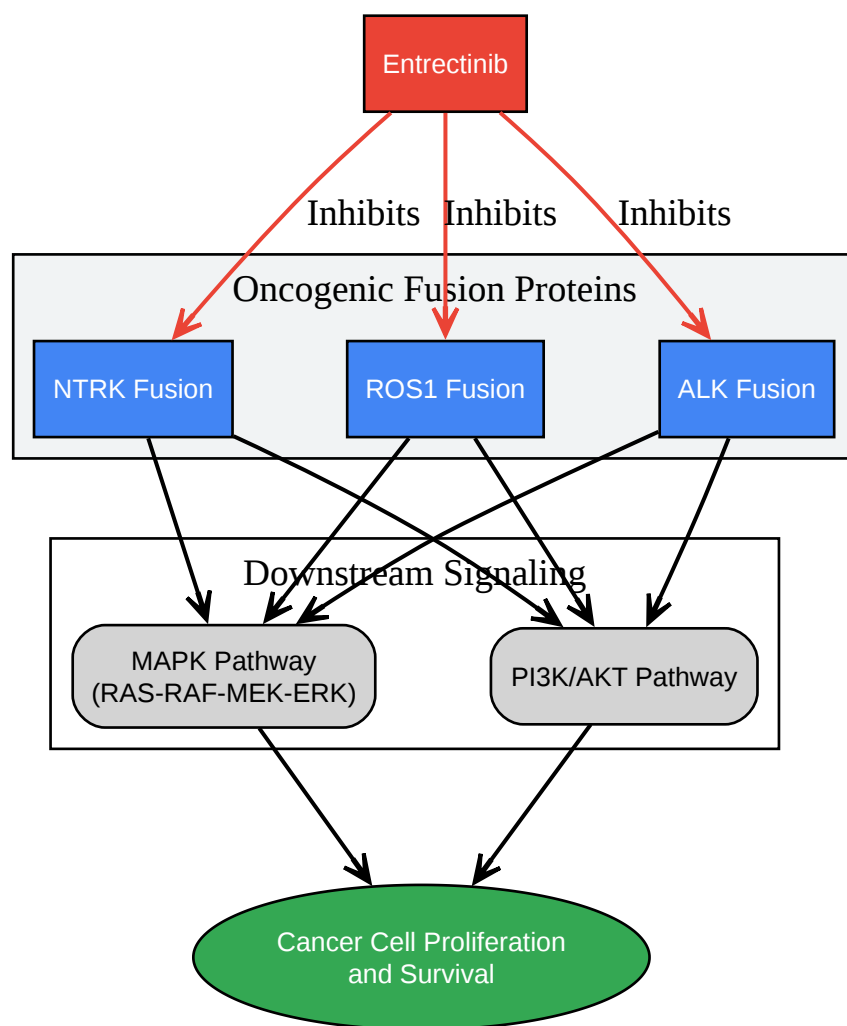 Entrectinib
Inhibits Inhibits Inhibits
Oncogenic Fusion Proteins
NTRK Fusion ROS1 Fusion ALK Fusion
Downstream Signaling
MAPK Pathway
(RAS-RAF-MEK-ERK)
PI3K/AKT Pathway
Cancer Cell Proliferation
and Survival